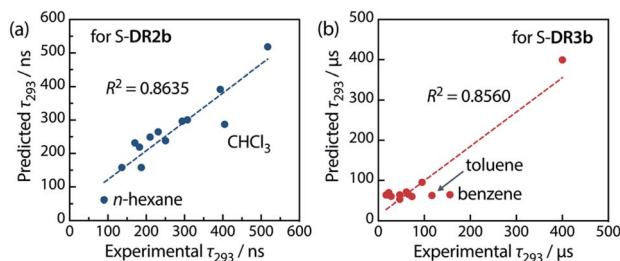 (a)
for S-DR2b
Predicted τ293 / ns
600
500
400
300
200
100
0
R² = 0.8635
CHCl3
n-hexane
0 100 200 300 400 500 600
Experimental τ293 / ns
(b)
for S-DR3b
Predicted τ293 / μs
500
400
300
200
100
0
R² = 0.8560
toluene
benzene
0 100 200 300 400 500
Experimental τ293 / μs